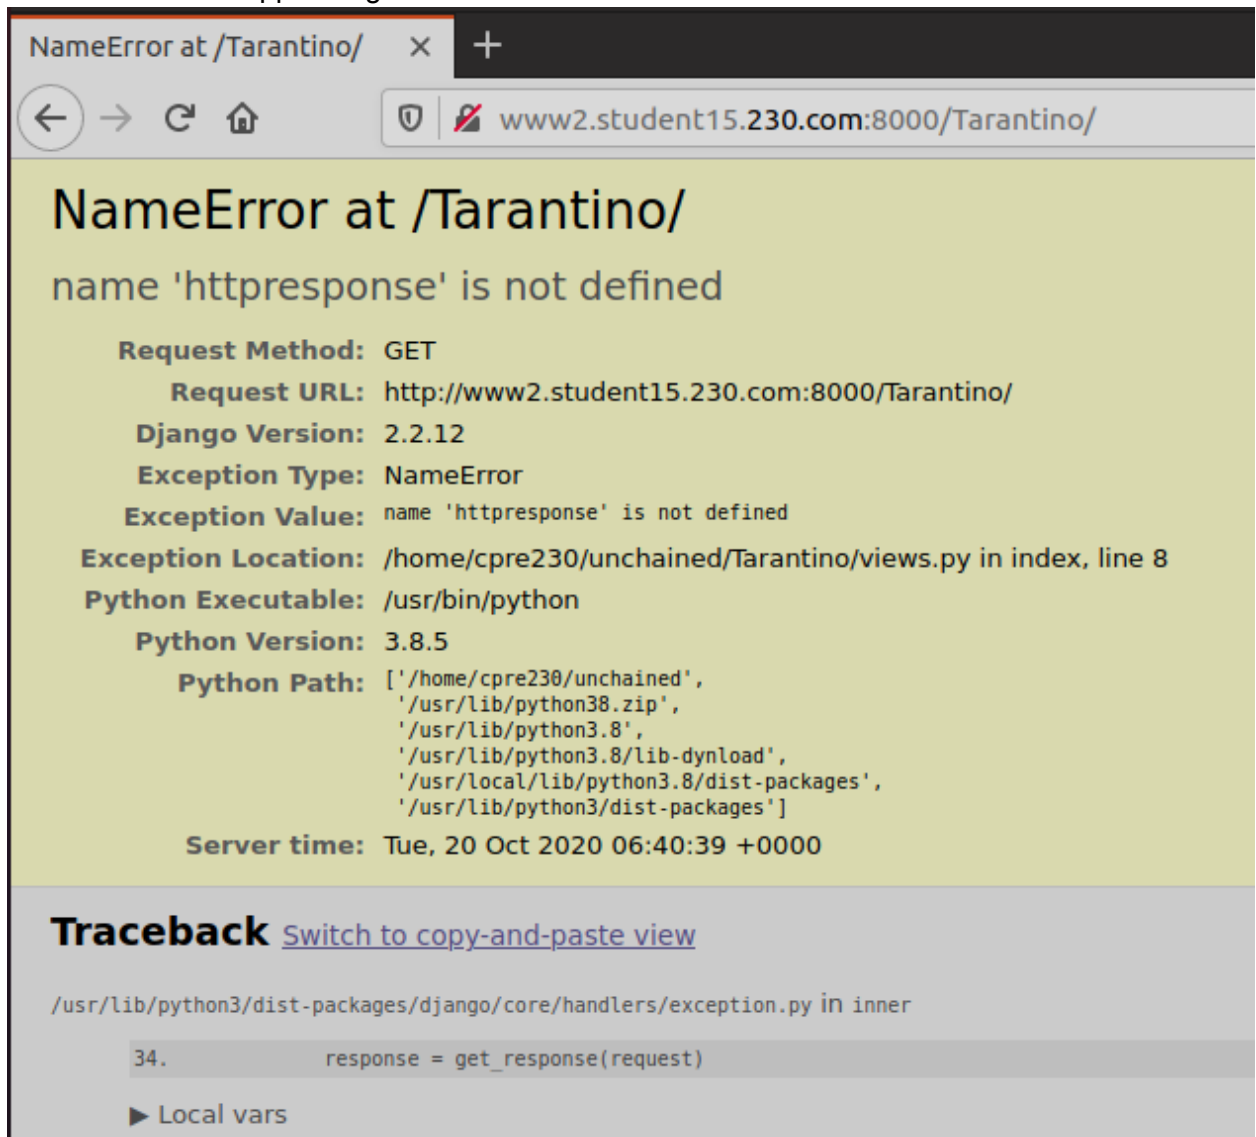 NameError at /Tarantino/
www2.student15.230.com:8000/Tarantino/
NameError at /Tarantino/
name 'httpresponse' is not defined
Request Method: GET
Request URL: http://www2.student15.230.com:8000/Tarantino/
Django Version: 2.2.12
Exception Type: NameError
Exception Value: name 'httpresponse' is not defined
Exception Location: /home/cpre230/unchained/Tarantino/views.py in index, line 8
Python Executable: /usr/bin/python
Python Version: 3.8.5
Python Path: ['/home/cpre230/unchained',
'/usr/lib/python38.zip',
'/usr/lib/python3.8',
'/usr/lib/python3.8/lib-dynload',
'/usr/local/lib/python3.8/dist-packages',
'/usr/lib/python3/dist-packages']
Server time: Tue, 20 Oct 2020 06:40:39 +0000
Traceback Switch to copy-and-paste view
/usr/lib/python3/dist-packages/django/core/handlers/exception.py in inner
34. response = get_response(request)
▶ Local vars